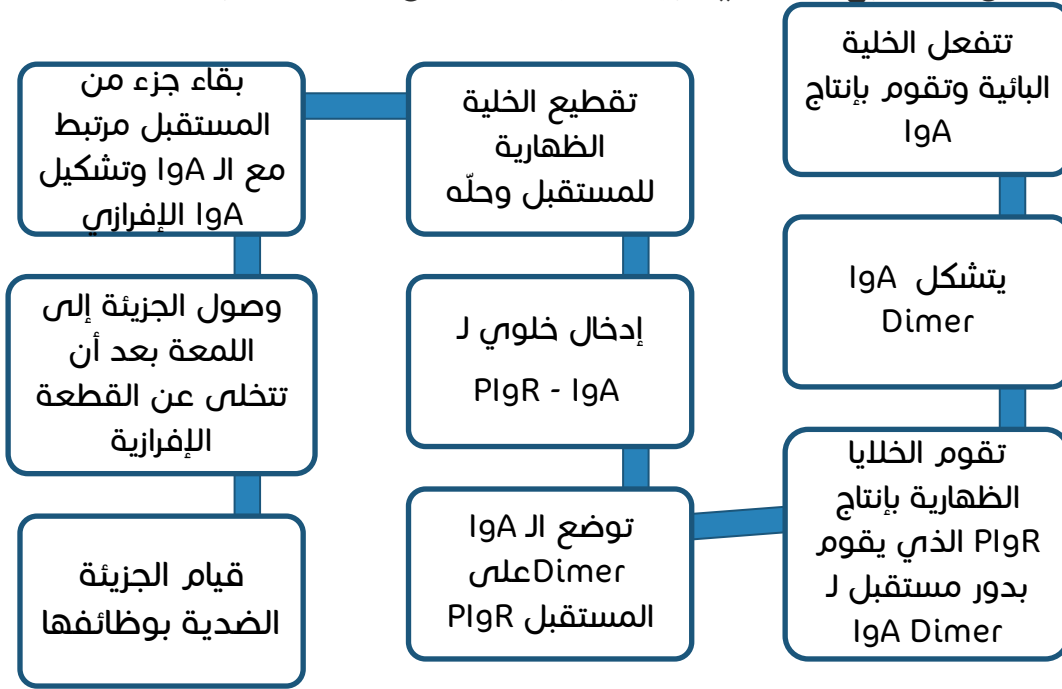 تتفعل الخلية
البائية وتقوم بإنتاج
IgA
يتشكل IgA
Dimer
تقوم الخلايا
الظهارية بإنتاج
PIgR الذي يقوم
بدور مستقبل لـ
IgA Dimer
توضع الـ IgA
Dimerعلى
المستقبل PIgR
إدخال خلوي لـ
PIgR - IgA
تقطيع الخلية
الظهارية
للمستقبل وحلّه
بقاء جزء من
المستقبل مرتبط
مع الـ IgA وتشكيل
IgA الإفرازي
وصول الجزيئة إلى
اللمعة بعد أن
تتخلى عن القطعة
الإفرازية
قيام الجزيئة
الضدية بوظائفها